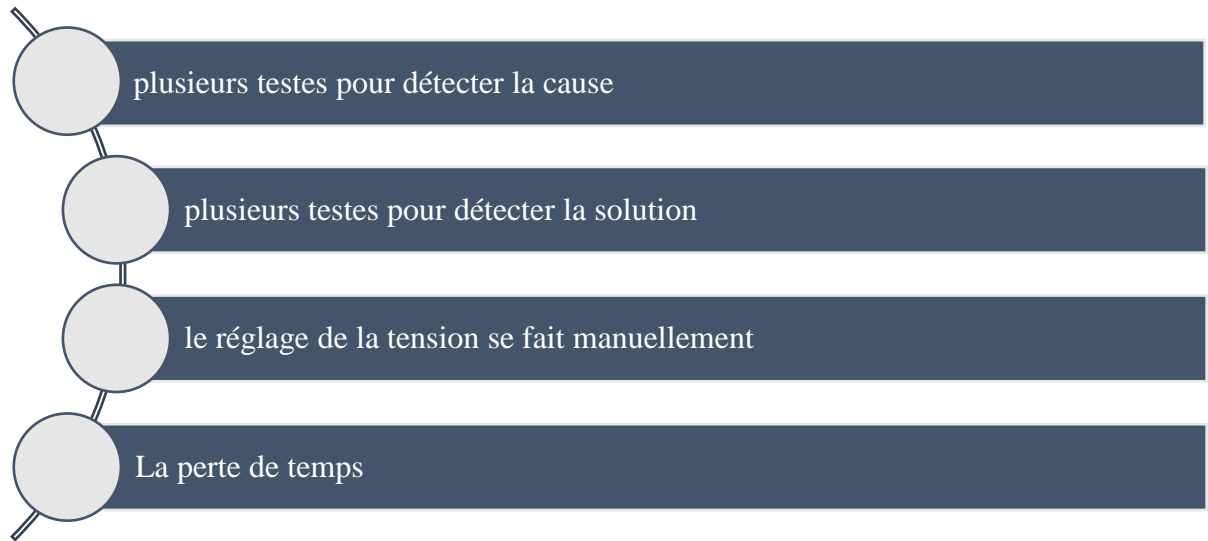 plusieurs testes pour détecter la cause
plusieurs testes pour détecter la solution
le réglage de la tension se fait manuellement
La perte de temps